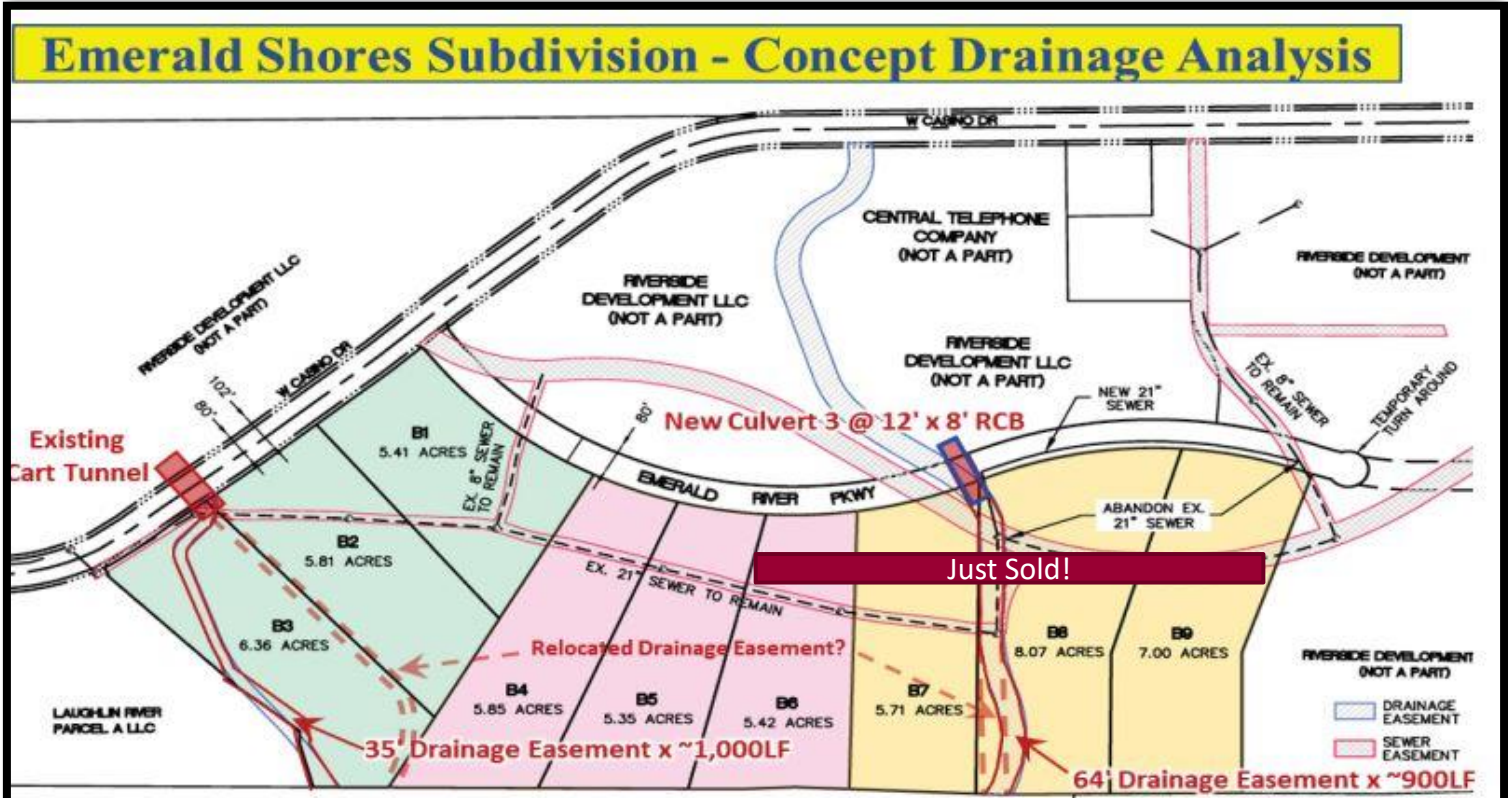 Emerald Shores Subdivision - Concept Drainage Analysis
W CASINO DR
CENTRAL TELEPHONE
COMPANY
(NOT A PART)
RIVERSIDE DEVELOPMENT
(NOT A PART)
RIVERSIDE
DEVELOPMENT LLC
(NOT A PART)
RIVERSIDE DEVELOPMENT LLC
(NOT A PART)
W CASINO DR
102'
80'
RIVERSIDE
DEVELOPMENT LLC
(NOT A PART)
EX. 8" SEWER
TO REMAIN
TEMPORARY
TURN AROUND
NEW 21"
SEWER
New Culvert 3 @ 12' x 8' RCB
80'
Existing
Cart Tunnel
B1
5.41 ACRES
EX. 8" SEWER
TO REMAIN
EMERALD RIVER PKWY
ABANDON EX.
21" SEWER
B2
5.81 ACRES
EX. 21" SEWER TO REMAIN
Just Sold!
B3
6.36 ACRES
Relocated Drainage Easement?
B8
8.07 ACRES
B9
7.00 ACRES
RIVERSIDE DEVELOPMENT
(NOT A PART)
B4
5.85 ACRES
B5
5.35 ACRES
B6
5.42 ACRES
B7
5.71 ACRES
LAUGHLIN RIVER
PARCEL A LLC
DRAINAGE
EASEMENT
SEWER
EASEMENT
35' Drainage Easement x ~1,000LF
64' Drainage Easement x ~900LF